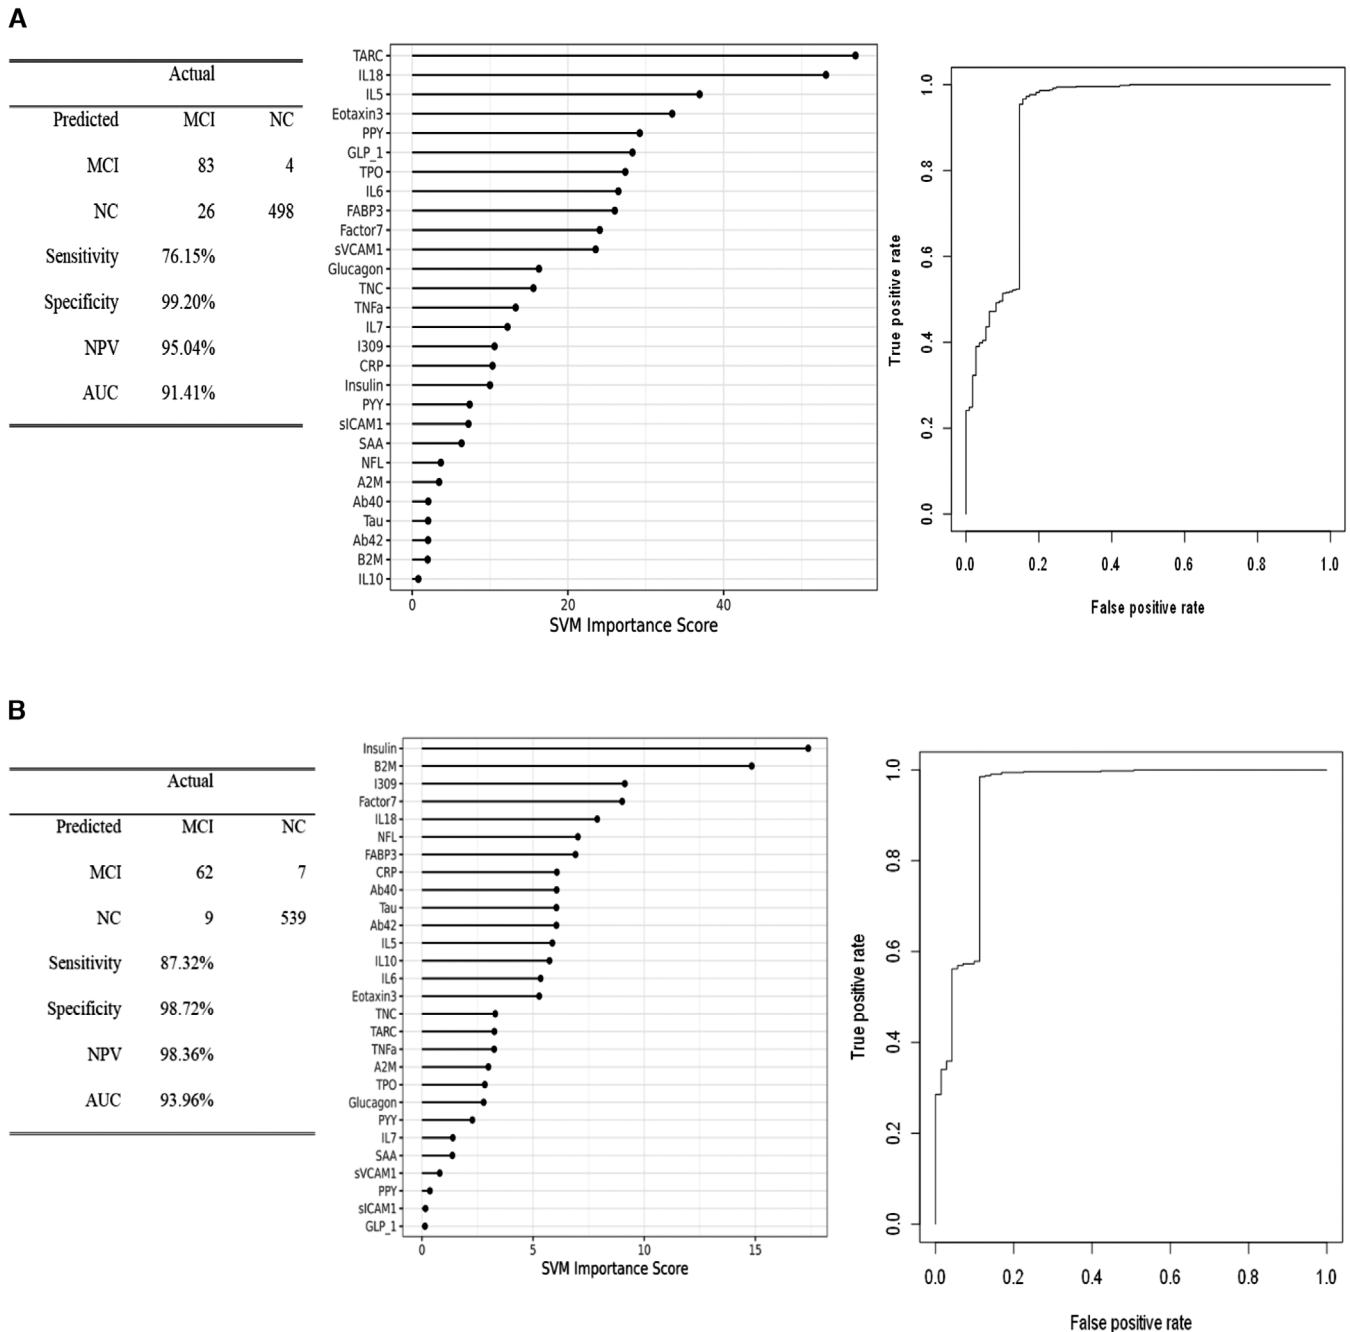 A
Actual
Predicted MCI NC
MCI 83 4
NC 26 498
Sensitivity 76.15%
Specificity 99.20%
NPV 95.04%
AUC 91.41%
TARC
IL18
IL5
Eotaxin3
PPY
GLP_1
TPO
IL6
FABP3
Factor7
sVCAM1
Glucagon
TNC
TNFa
IL7
I309
CRP
Insulin
PYY
sICAM1
SAA
NFL
A2M
Ab40
Tau
Ab42
B2M
IL10
0 20 40
SVM Importance Score
True positive rate
1.0
0.8
0.6
0.4
0.2
0.0
0.0 0.2 0.4 0.6 0.8 1.0
False positive rate
B
Actual
Predicted MCI NC
MCI 62 7
NC 9 539
Sensitivity 87.32%
Specificity 98.72%
NPV 98.36%
AUC 93.96%
Insulin
B2M
I309
Factor7
IL18
NFL
FABP3
CRP
Ab40
Tau
Ab42
IL5
IL10
IL6
Eotaxin3
TNC
TARC
TNFa
A2M
TPO
Glucagon
PYY
IL7
SAA
sVCAM1
PPY
sICAM1
GLP_1
0 5 10 15
SVM Importance Score
True positive rate
1.0
0.8
0.6
0.4
0.2
0.0
0.0 0.2 0.4 0.6 0.8 1.0
False positive rate